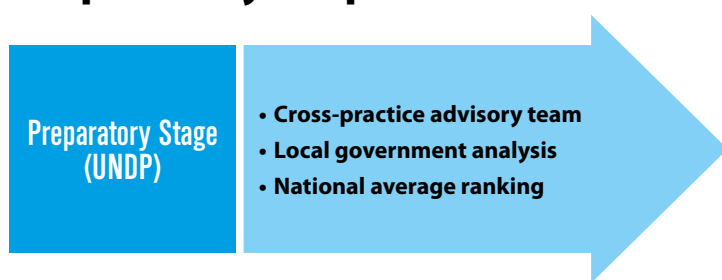 Preparatory Stage
(UNDP)
• Cross-practice advisory team
• Local government analysis
• National average ranking